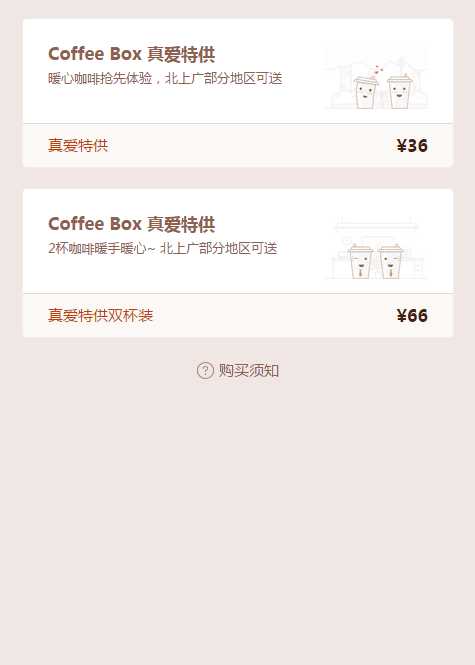 Coffee Box 真爱特供
暖心咖啡抢先体验，北上广部分地区可送
真爱特供 ¥36
Coffee Box 真爱特供
2杯咖啡暖手暖心~ 北上广部分地区可送
真爱特供双杯装 ¥66
? 购买须知